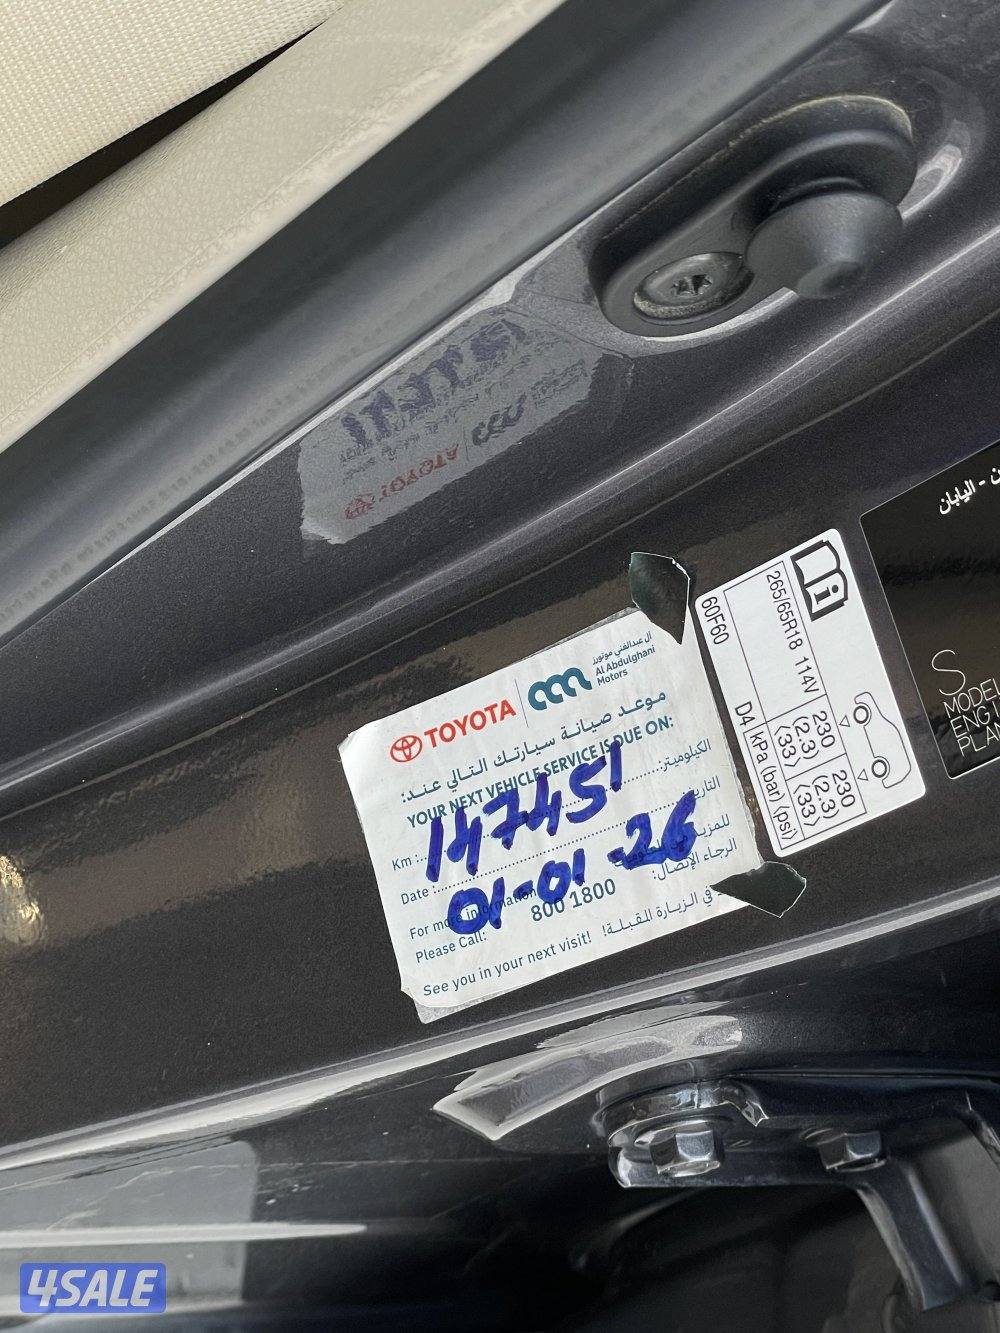 TOYOTA
آل عبدالغني موتورز
Al Abdulghani
Motors
موعد صيانة سيارتك التالي عند:
YOUR NEXT VEHICLE SERVICE IS DUE ON:
Km : 147451 الكيلوميتر:
Date : 01-01-26
For more information
Please Call: 800 1800 الرجاء الإتصال:
See you in your next visit! في الزيارة القبلة!
265/65R18 114V
230
(2.3)
⟨33⟩
230
(2.3)
⟨33⟩
60F60
D4
kPa (bar) ⟨psi⟩
- اليابان
S
4SALE